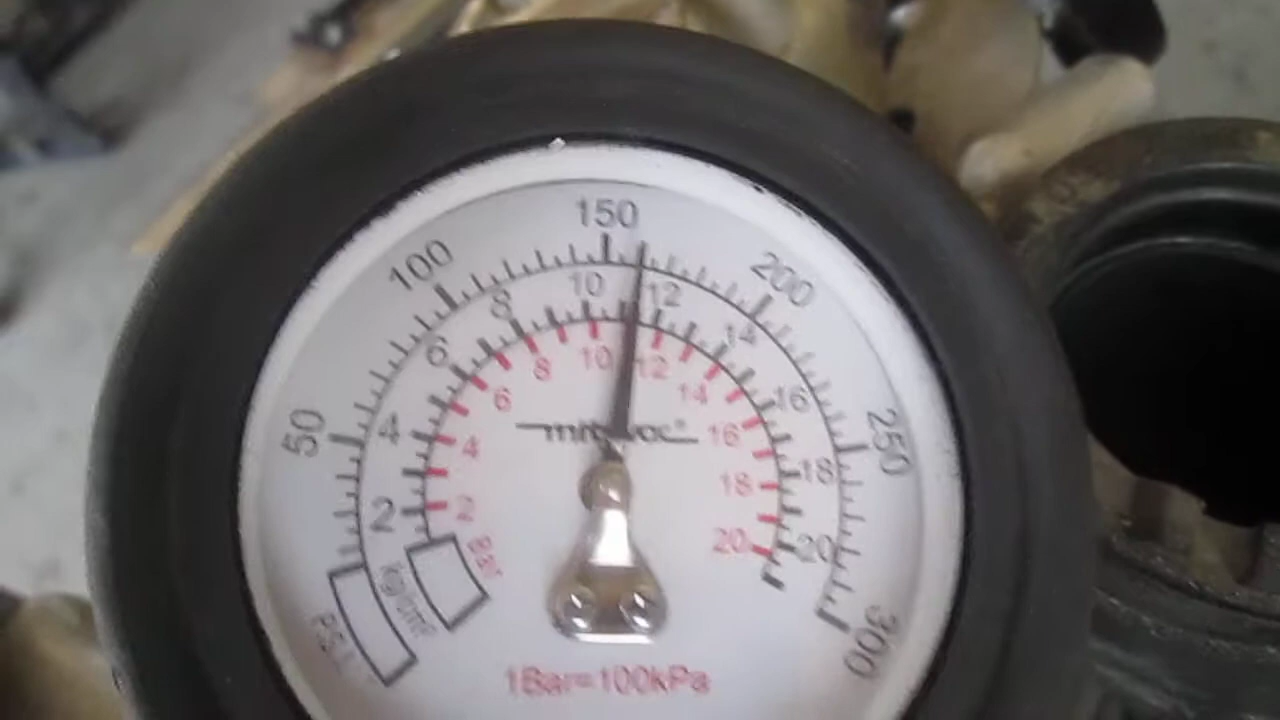 50 100 150 200 250 300
2 4 6 8 10 12 14 16 18 20
2 4 6 8 10 12 14 16 18 20
Bar
kg/cm²
P.S.I.
1Bar=100kPa